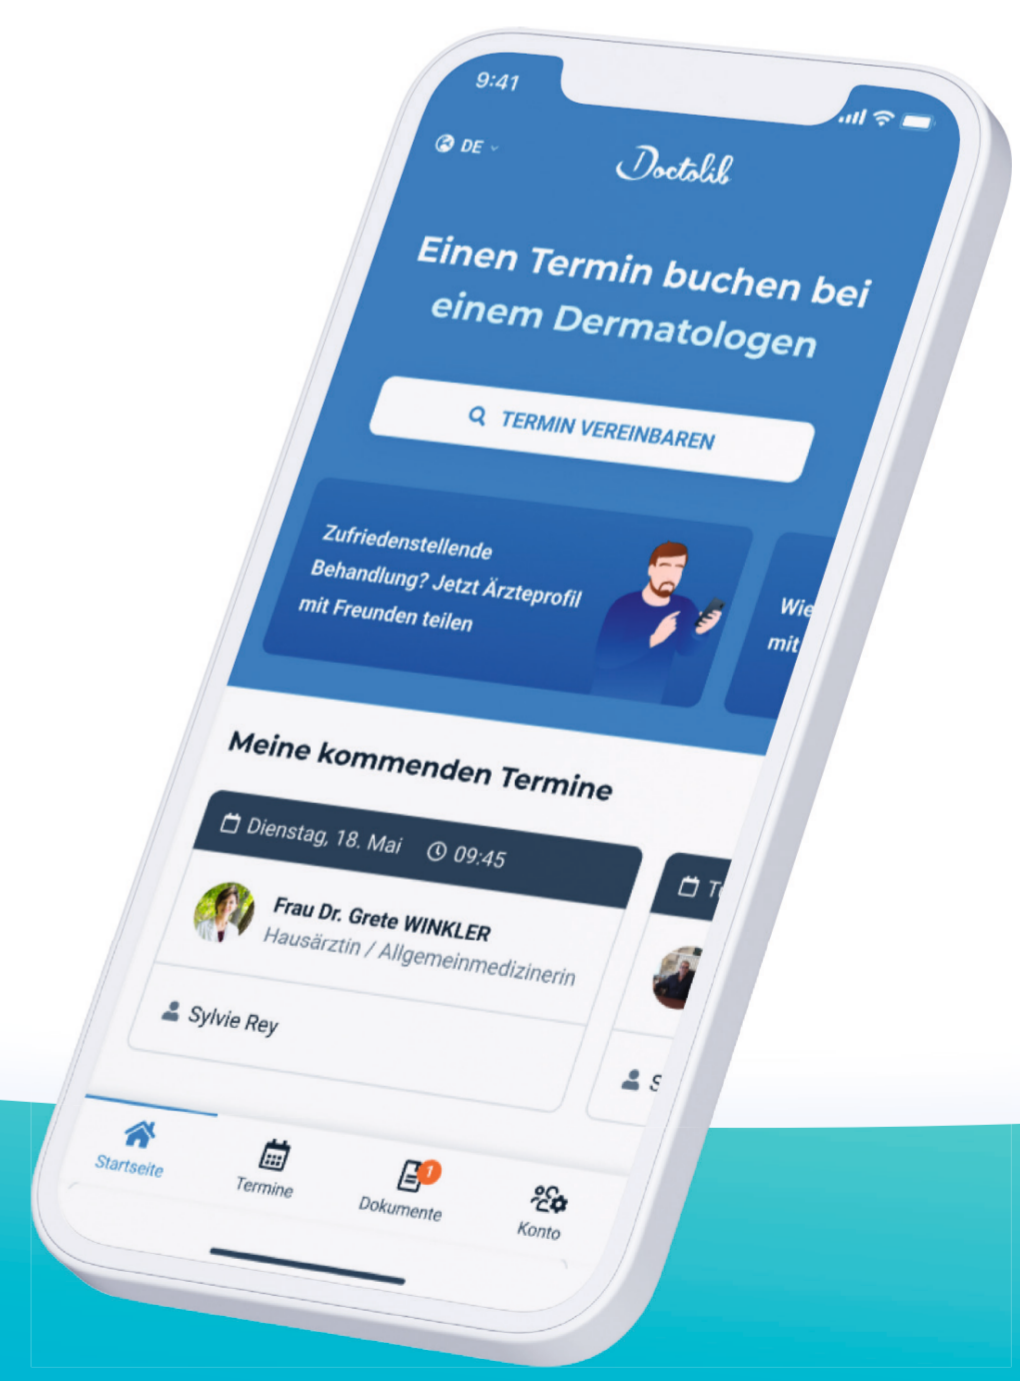 9:41
DE
Doctolib
Einen Termin buchen bei
einem Dermatologen
TERMIN VEREINBAREN
Zufriedenstellende
Behandlung? Jetzt Ärzteprofil
mit Freunden teilen
Wie
mit
Meine kommenden Termine
Dienstag, 18. Mai 09:45
Frau Dr. Grete WINKLER
Hausärztin / Allgemeinmedizinerin
Sylvie Rey
S
Startseite
Termine
1
Dokumente
Konto